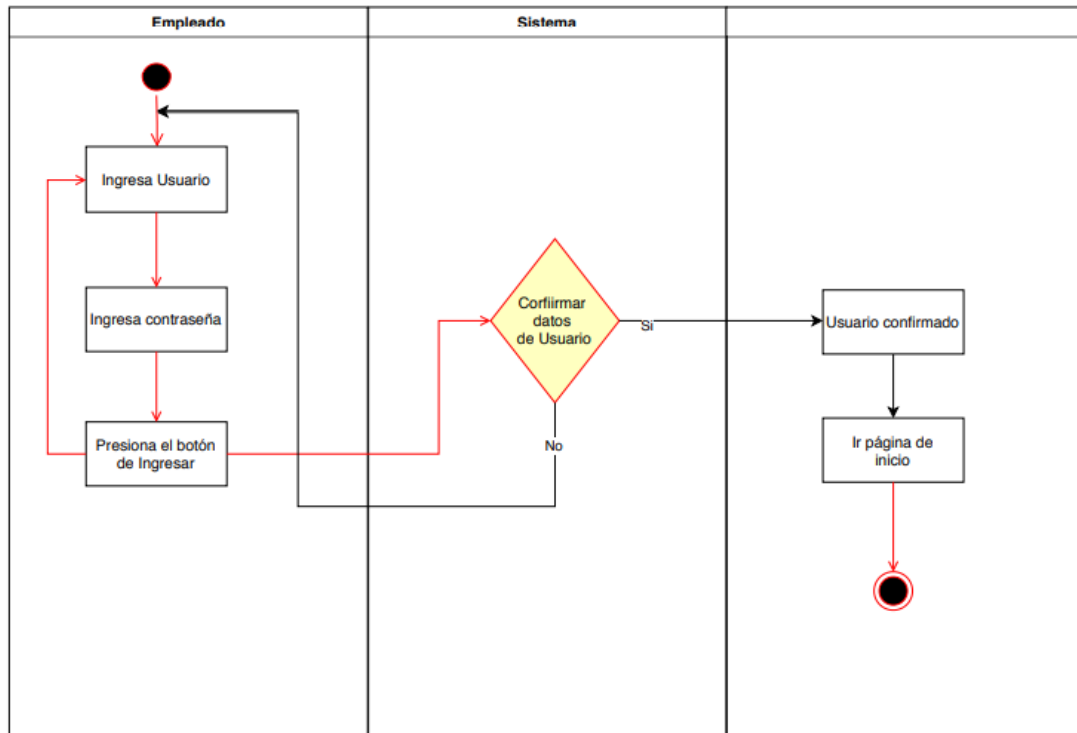 Empleado
Sistema
Ingresa Usuario
Ingresa contraseña
Presiona el botón
de Ingresar
Corfiirmar
datos
de Usuario
Si
No
Usuario confirmado
Ir página de
inicio